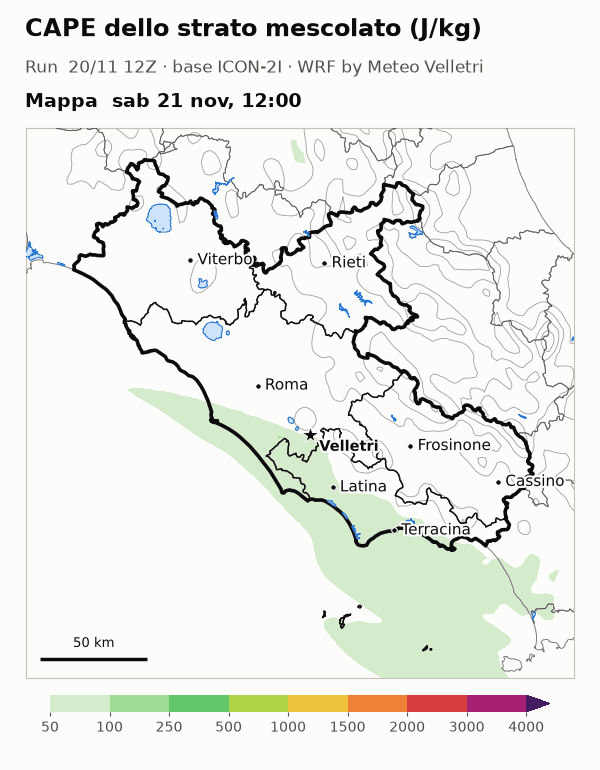 CAPE dello strato mescolato (J/kg)
Run  20/11 12Z · base ICON-2I · WRF by Meteo Velletri
Mappa  sab 21 nov, 12:00
Viterbo
Rieti
Roma
Velletri
Frosinone
Latina
Cassino
Terracina
50 km
50 100 250 500 1000 1500 2000 3000 4000